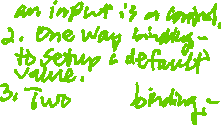 an input is a control.
2. One way binding -
to setup a default
value.
3. Two binding -